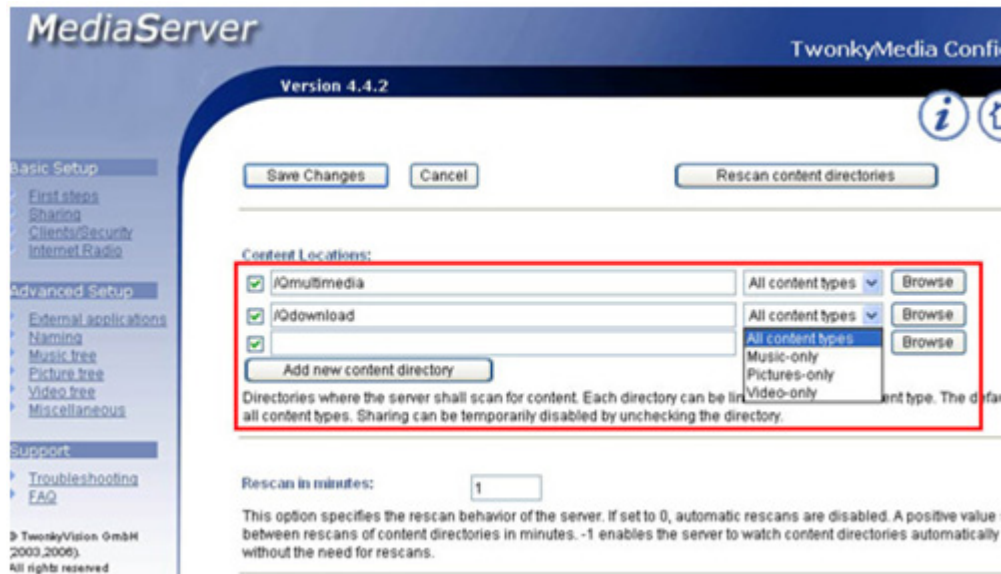 MediaServer
TwonkyMedia Confi
Version 4.4.2
Basic Setup
First steps
Sharing
Clients/Security
Internet Radio
Advanced Setup
External applications
Naming
Music tree
Picture tree
Video tree
Miscellaneous
Support
Troubleshooting
FAQ
© TwonkyVision GmbH
(2003,2006).
All rights reserved
Save Changes Cancel Rescan content directories
Content Locations:
/Qmultimedia All content types Browse
/Qdownload All content types Browse
Browse
All content types
Music-only
Pictures-only
Video-only
Add new content directory
Directories where the server shall scan for content. Each directory can be ent type. The defau
all content types. Sharing can be temporarily disabled by unchecking the directory.
Rescan in minutes: 1
This option specifies the rescan behavior of the server. If set to 0, automatic rescans are disabled. A positive value
between rescans of content directories in minutes. -1 enables the server to watch content directories automatically
without the need for rescans.